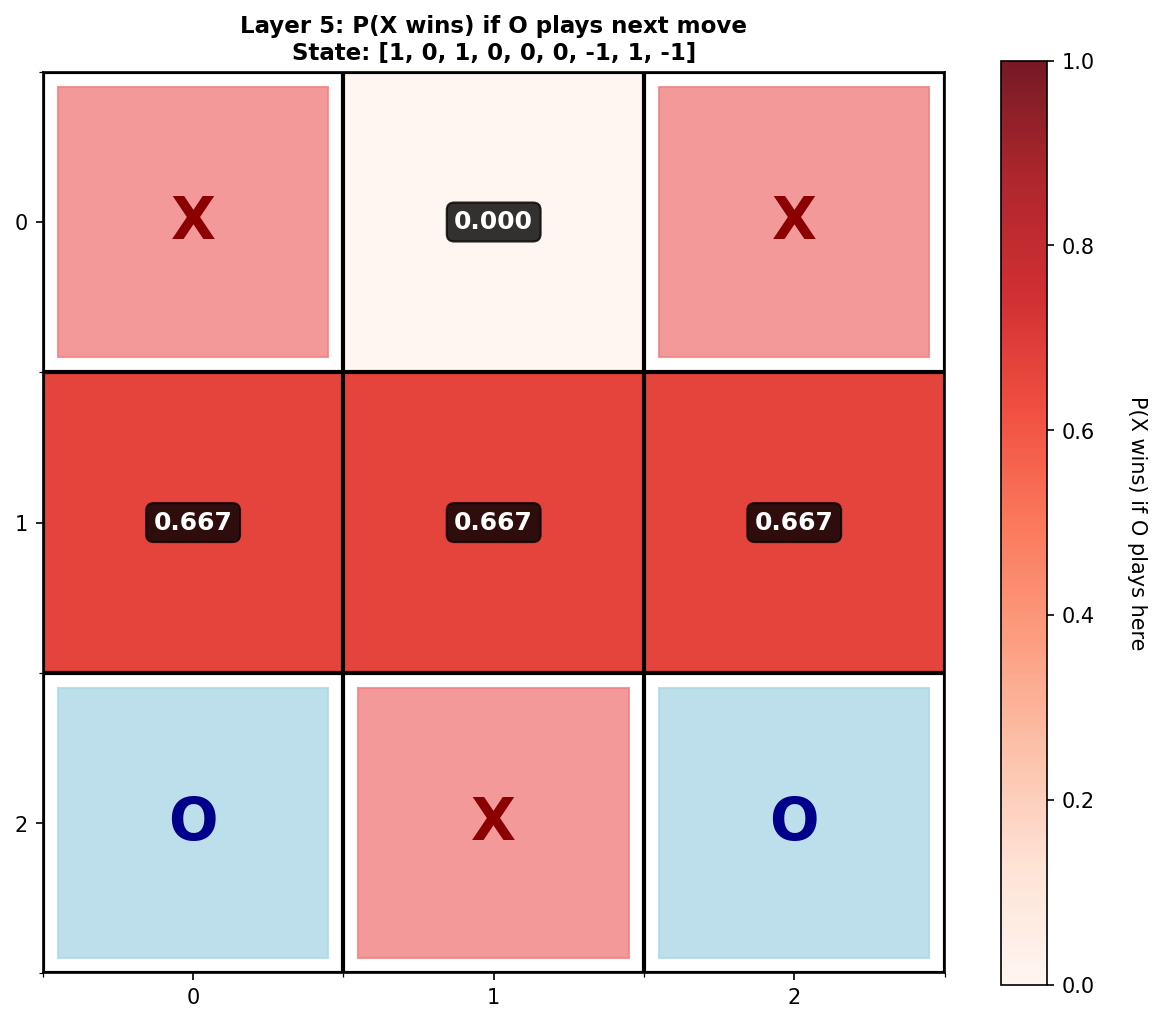 Layer 5: P(X wins) if O plays next move
State: [1, 0, 1, 0, 0, 0, -1, 1, -1]
0
X
0.000
X
1
0.667
0.667
0.667
2
O
X
O
0
1
2
1.0
0.8
0.6
0.4
0.2
0.0
P(X wins) if O plays here